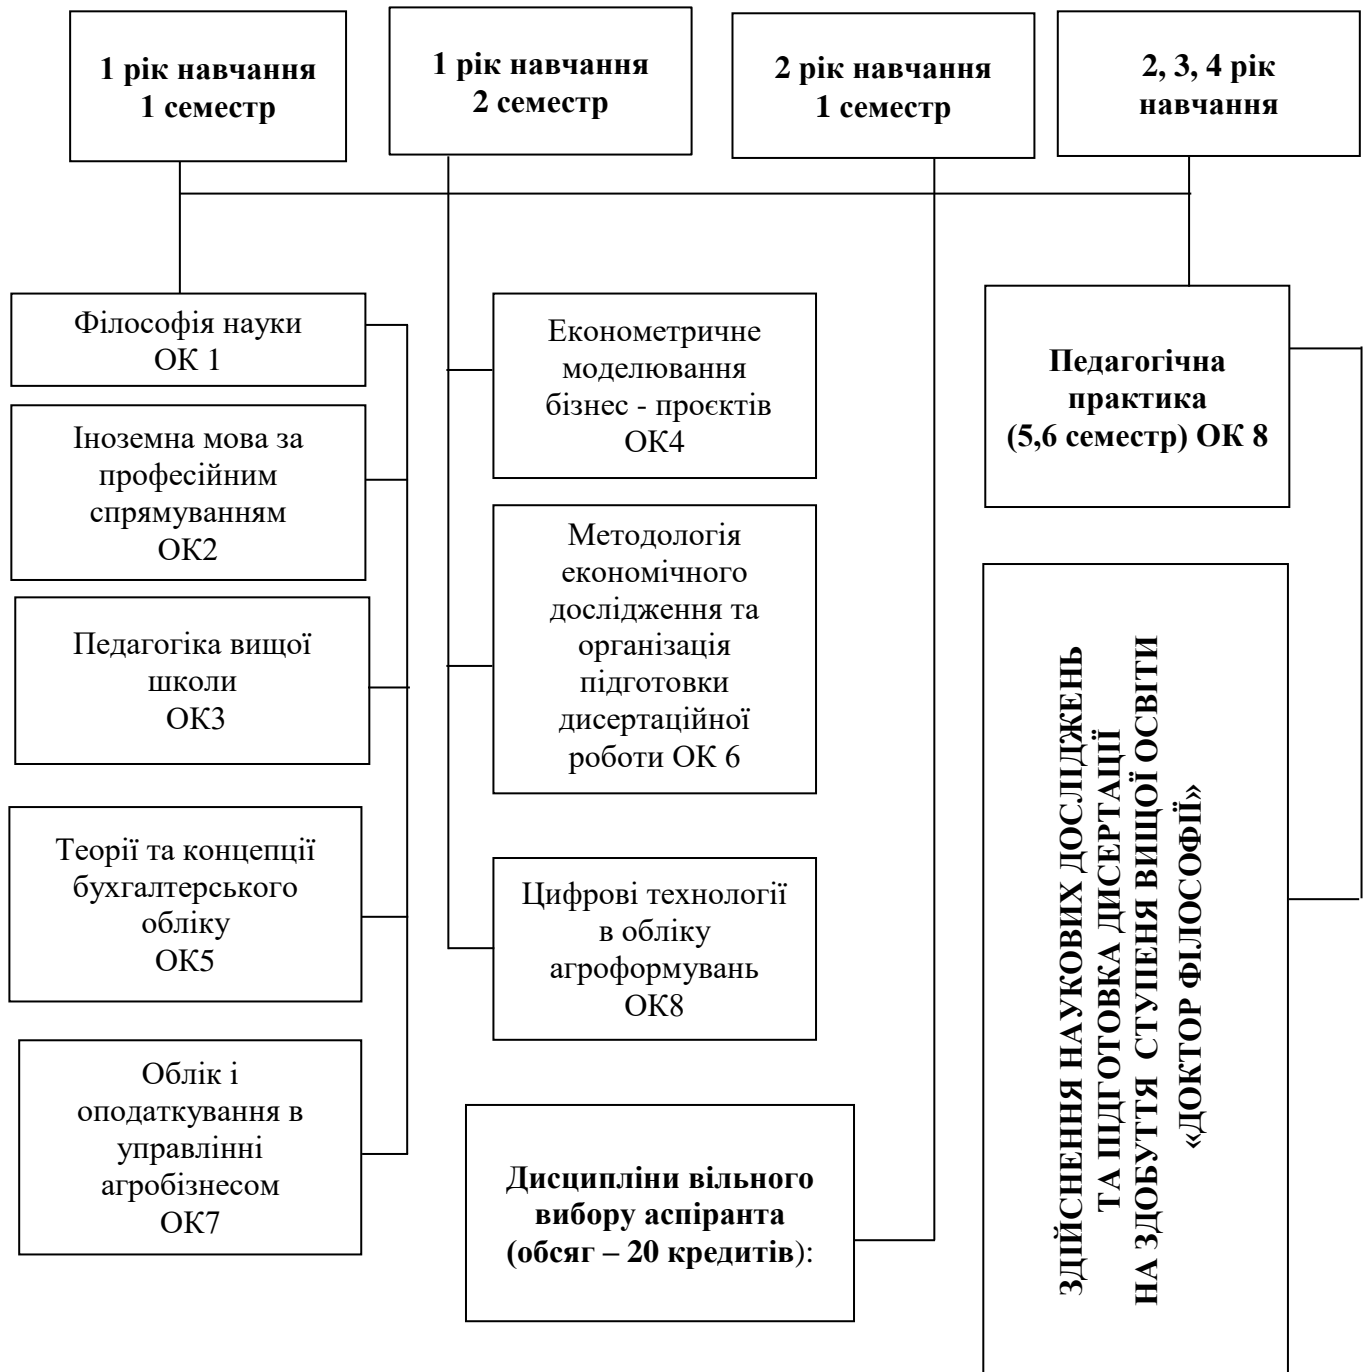 1 рік навчання
1 семестр
1 рік навчання
2 семестр
2 рік навчання
1 семестр
2, 3, 4 рік
навчання
Філософія науки
ОК 1
Іноземна мова за
професійним
спрямуванням
ОК2
Педагогіка вищої
школи
ОК3
Теорії та концепції
бухгалтерського
обліку
ОК5
Облік і
оподаткування в
управлінні
агробізнесом
ОК7
Економетричне
моделювання
бізнес - проєктів
ОК4
Методологія
економічного
дослідження та
організація
підготовки
дисертаційної
роботи ОК 6
Цифрові технології
в обліку
агроформувань
ОК8
Дисципліни вільного
вибору аспіранта
(обсяг – 20 кредитів):
Педагогічна
практика
(5,6 семестр) ОК 8
ЗДІЙСНЕННЯ НАУКОВИХ ДОСЛІДЖЕНЬ
ТА ПІДГОТОВКА ДИСЕРТАЦІЇ
НА ЗДОБУТТЯ СТУПЕНЯ ВИЩОЇ ОСВІТИ
«ДОКТОР ФІЛОСОФІЇ»